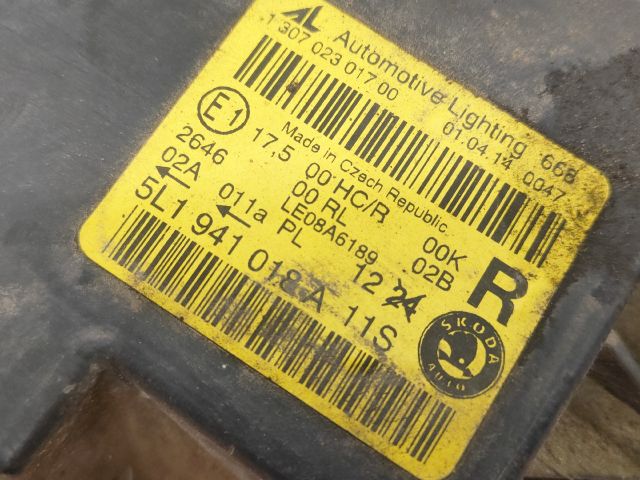 AL Automotive Lighting 668
1 307 023 017 00 01.04.14 0047
Made in Czech Republic
E1 17,5 00 HC/R 00K
2646 00 RL 02B
02A 011a LE08A6189 R
← ← PL 12 24
5L1 941 018 A 11S
SKODA
AUTO